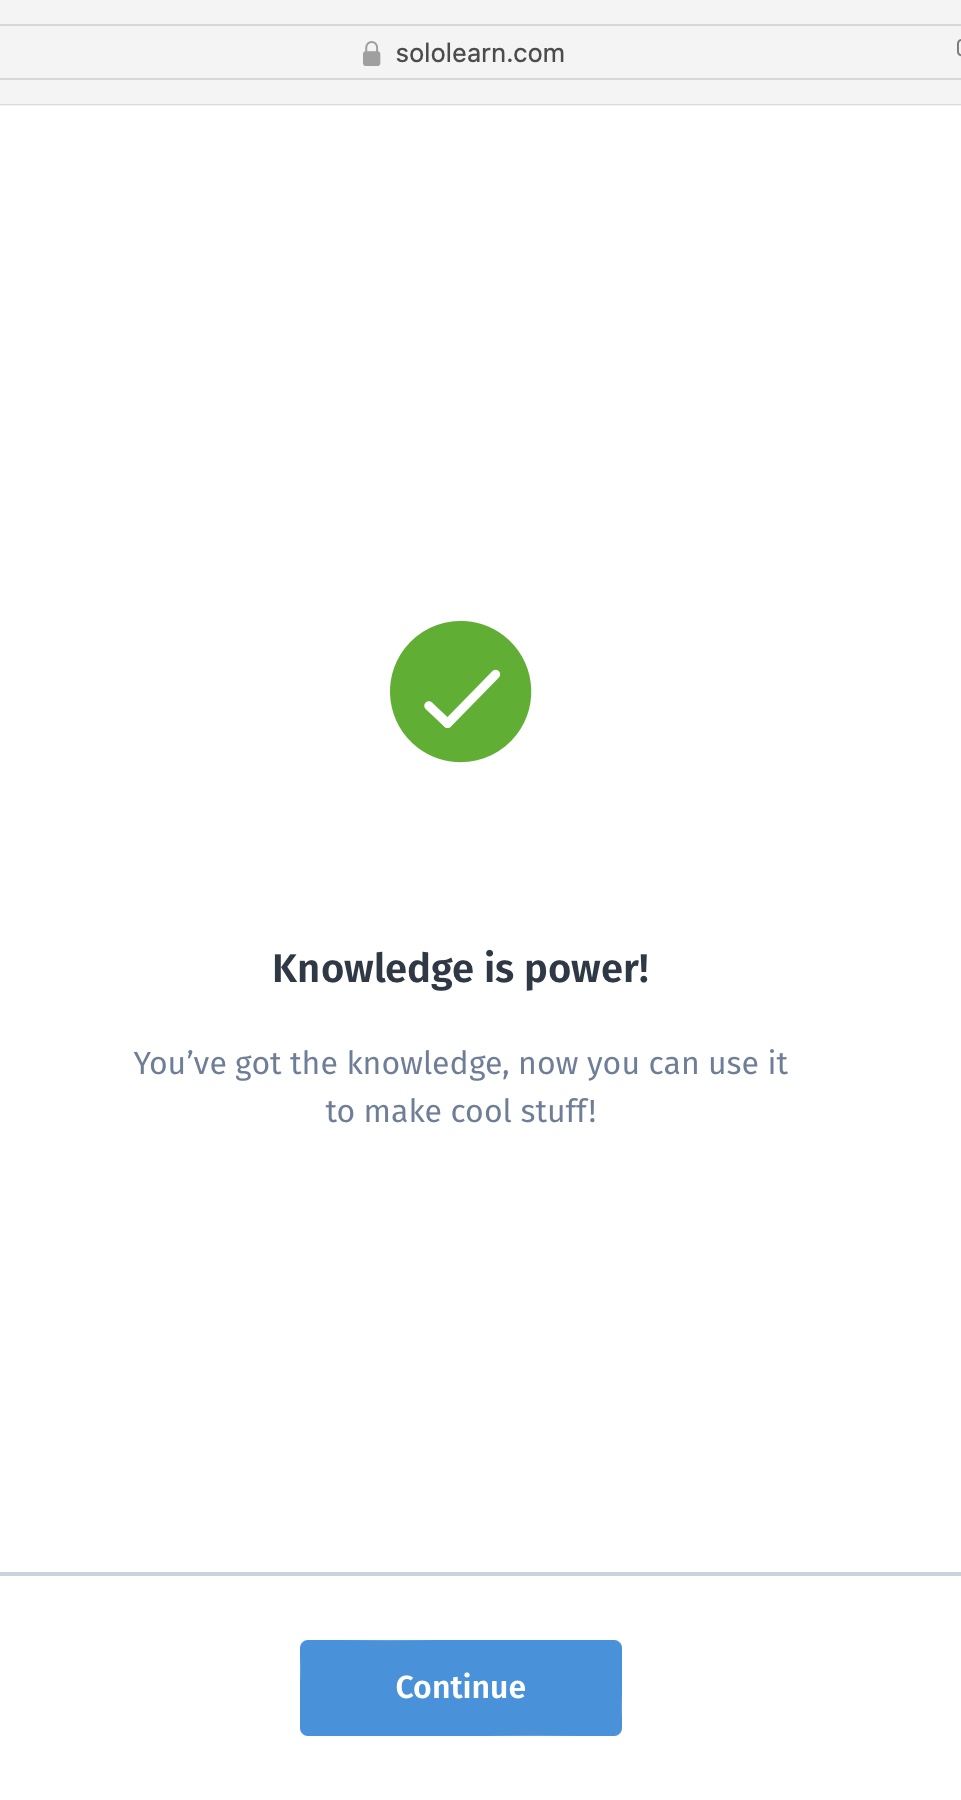 sololearn.com
Knowledge is power!
You’ve got the knowledge, now you can use it
to make cool stuff!
Continue